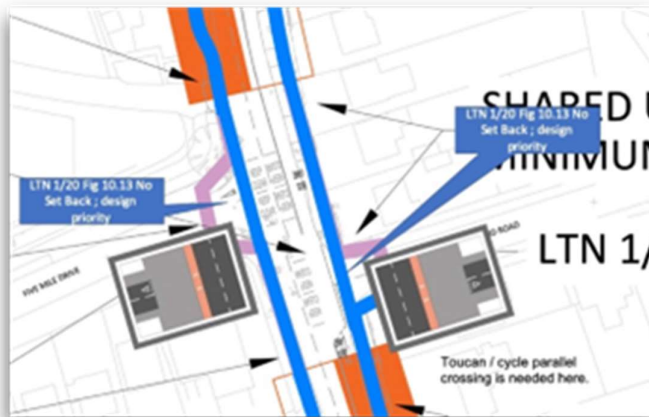 SHARED U
MINIMUM
LTN 1/20 Fig 10.13 No
Set Back ; design
priority
LTN 1/20 Fig 10.13 No
Set Back ; design
priority
FIVE MILE DRIVE
ROAD
LTN 1/
Toucan / cycle parallel
crossing is needed here.